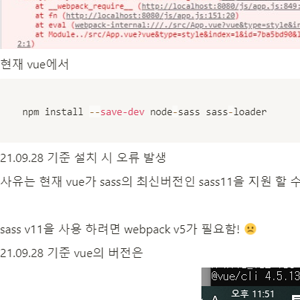 at __webpack_require__ (http://localhost:8080/js/app.js:849:
at fn (http://localhost:8080/js/app.js:151:20)
at eval (webpack-internal:///./src/App.vue?vue&type=style&in
at Module../src/App.vue?vue&type=style&index=1&id=7ba5bd90&l
2:1)
현재 vue에서
npm install --save-dev node-sass sass-loader
21.09.28 기준 설치 시 오류 발생
사유는 현재 vue가 sass의 최신버전인 sass11을 지원 할 수
sass v11을 사용 하려면 webpack v5가 필요함!
21.09.28 기준 vue의 버전은
@vue/cli 4.5.13
오후 11:51